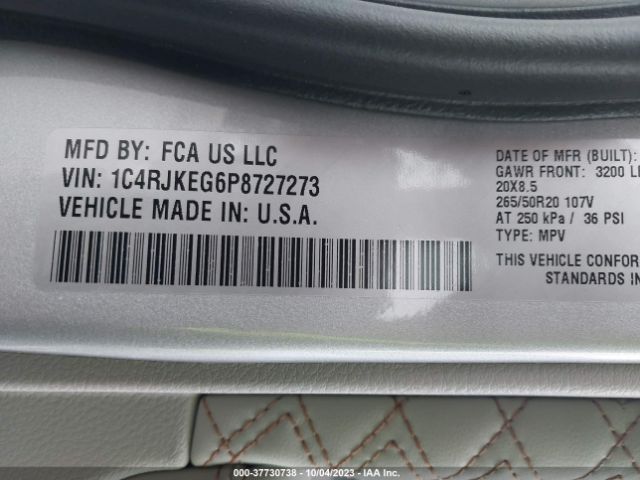 MFD BY: FCA US LLC
VIN: 1C4RJKEG6P8727273
VEHICLE MADE IN: U.S.A.
DATE OF MFR (BUILT):
GAWR FRONT: 3200 L
20X8.5
265/50R20 107V
AT 250 kPa / 36 PSI
TYPE: MPV
THIS VEHICLE CONFOR
STANDARDS IN
000-37730738 - 10/04/2023 - IAA Inc.